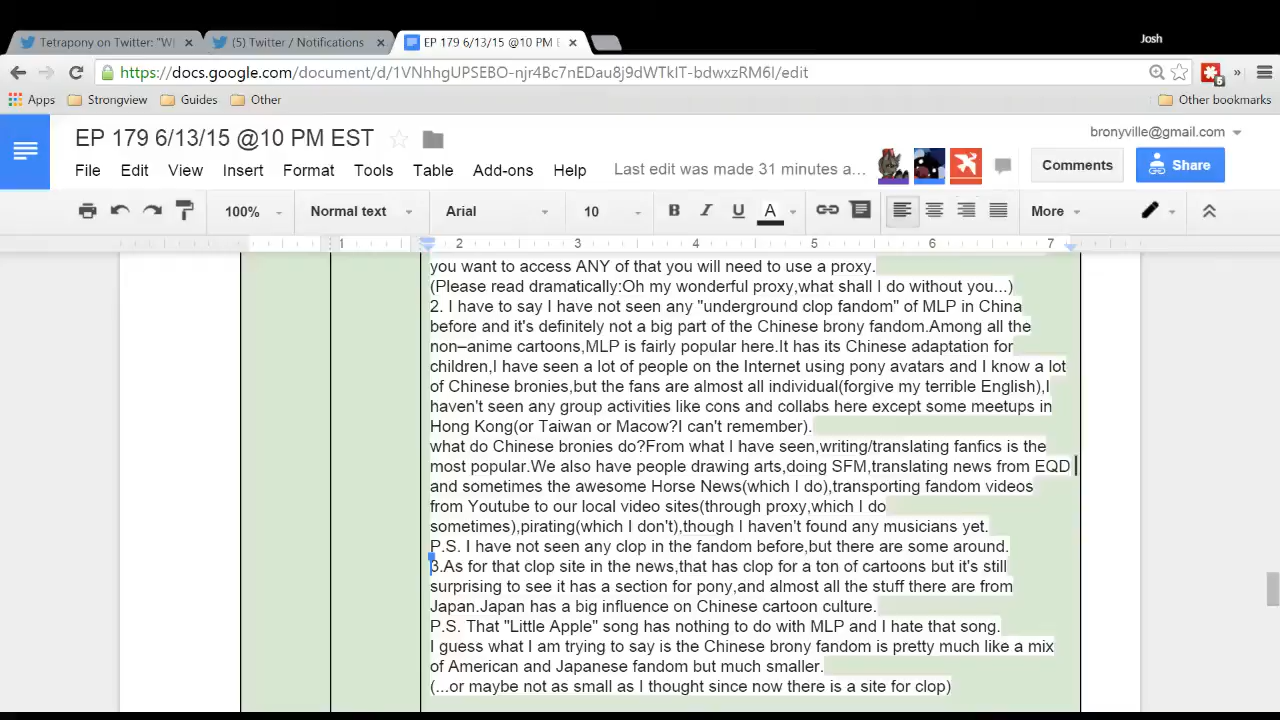 Josh
Tetrapony on Twitter: "WI
(5) Twitter / Notifications
EP 179 6/13/15 @10 PM E
https://docs.google.com/document/d/1VNhhgUPSEBO-njr4Bc7nEDau8j9dWTkIT-bdwxzRM6I/edit
5
Apps Strongview Guides Other Other bookmarks
EP 179 6/13/15 @10 PM EST
bronyville@gmail.com
File Edit View Insert Format Tools Table Add-ons Help Last edit was made 31 minutes a... Comments Share
100% Normal text Arial 10 B I U A More
1 2 3 4 5 6 7
you want to access ANY of that you will need to use a proxy.
(Please read dramatically:Oh my wonderful proxy,what shall I do without you...)
2. I have to say I have not seen any "underground clop fandom" of MLP in China
before and it's definitely not a big part of the Chinese brony fandom.Among all the
non–anime cartoons,MLP is fairly popular here.It has its Chinese adaptation for
children,I have seen a lot of people on the Internet using pony avatars and I know a lot
of Chinese bronies,but the fans are almost all individual(forgive my terrible English),I
haven't seen any group activities like cons and collabs here except some meetups in
Hong Kong(or Taiwan or Macow?I can't remember).
what do Chinese bronies do?From what I have seen,writing/translating fanfics is the
most popular.We also have people drawing arts,doing SFM,translating news from EQD
and sometimes the awesome Horse News(which I do),transporting fandom videos
from Youtube to our local video sites(through proxy,which I do
sometimes),pirating(which I don't),though I haven't found any musicians yet.
P.S. I have not seen any clop in the fandom before,but there are some around.
3.As for that clop site in the news,that has clop for a ton of cartoons but it's still
surprising to see it has a section for pony,and almost all the stuff there are from
Japan.Japan has a big influence on Chinese cartoon culture.
P.S. That "Little Apple" song has nothing to do with MLP and I hate that song.
I guess what I am trying to say is the Chinese brony fandom is pretty much like a mix
of American and Japanese fandom but much smaller.
(...or maybe not as small as I thought since now there is a site for clop)